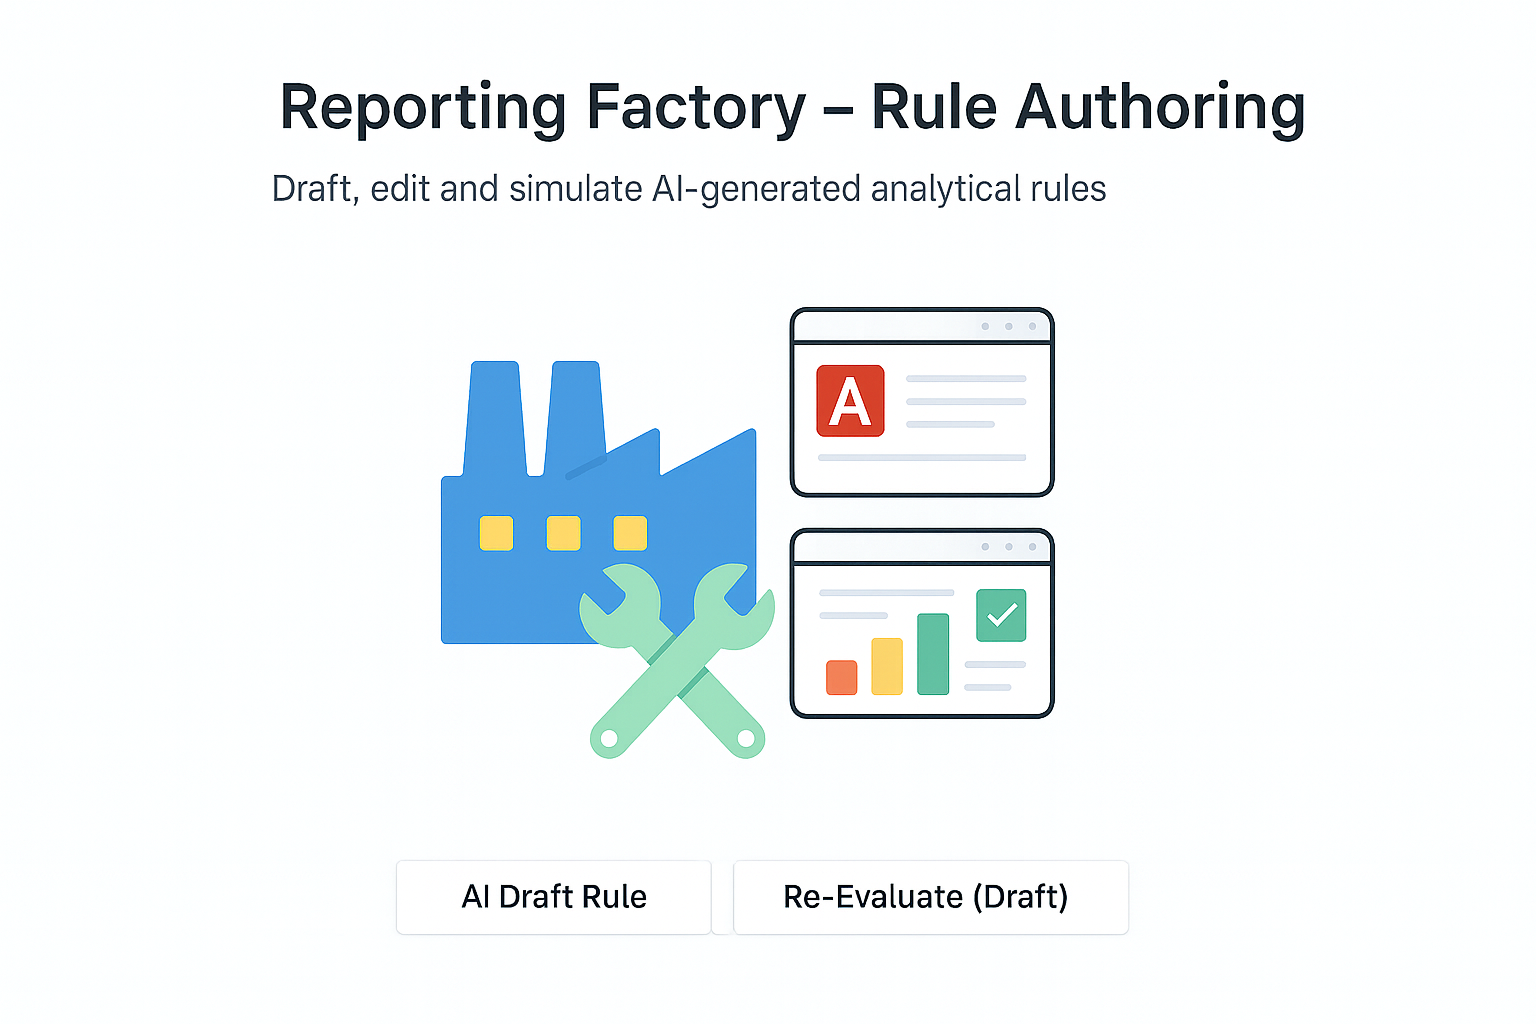 Reporting Factory – Rule Authoring
Draft, edit and simulate AI-generated analytical rules
A
AI Draft Rule
Re-Evaluate (Draft)